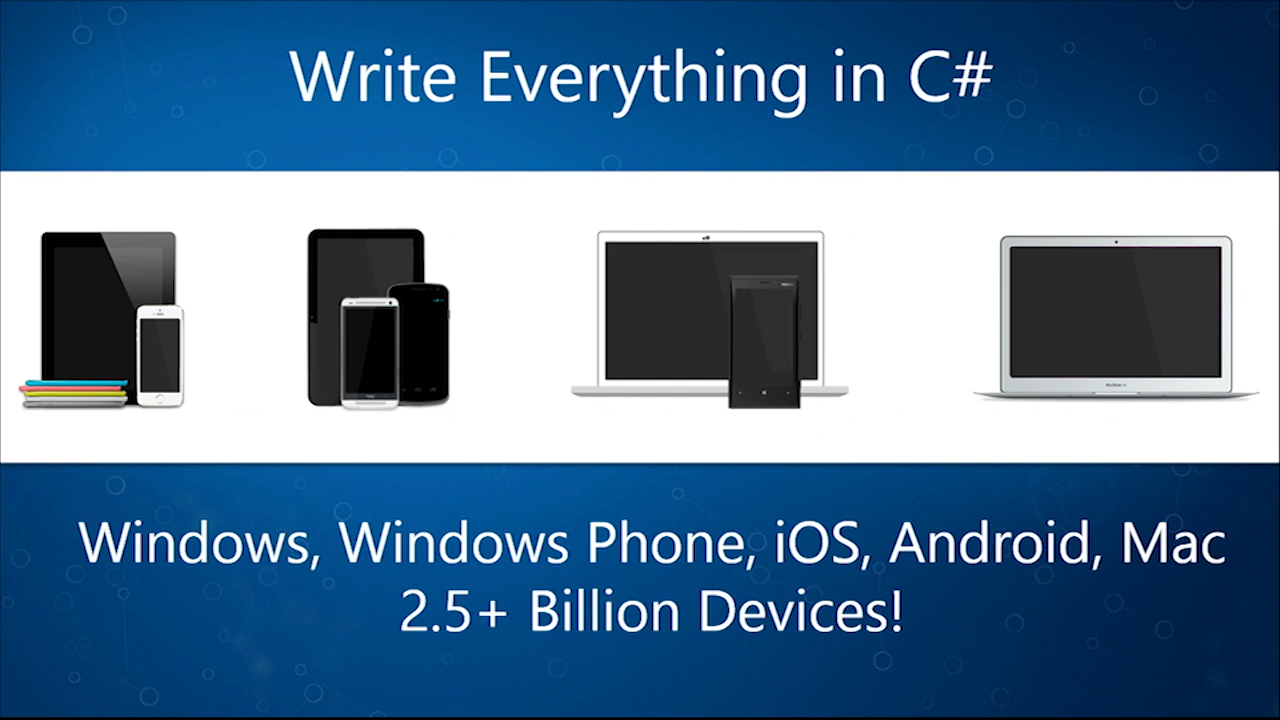 Write Everything in C#
Windows, Windows Phone, iOS, Android, Mac
2.5+ Billion Devices!